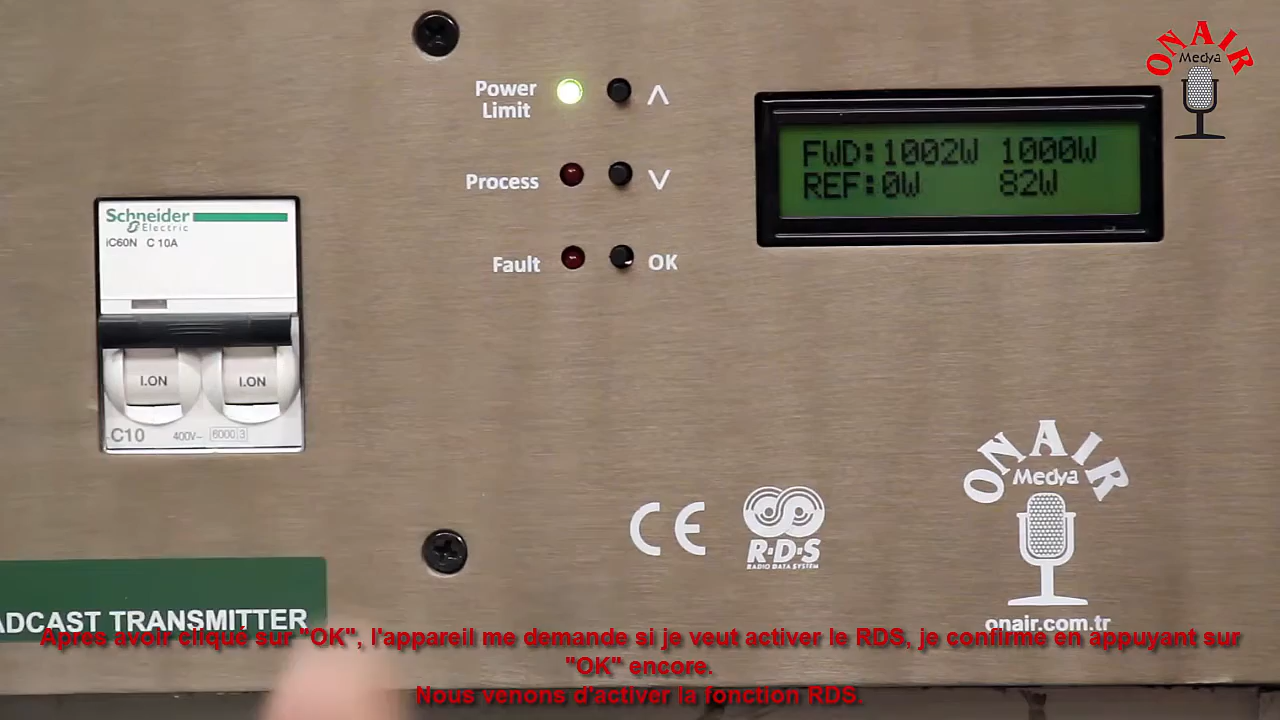 ONAIR
Medya
Power
Limit
Process
Fault
OK
FWD:1002W 1000W
REF:0W 82W
Schneider
Electric
iC60N C 10A
I.ON I.ON
C10 400V~ 6000 3
CE
R·D·S
RADIO DATA SYSTEM
ONAIR
Medya
onair.com.tr
ADCAST TRANSMITTER
Apres avoir cliqué sur "OK", l'appareil me demande si je veut activer le RDS, je confirme en appuyant sur
"OK" encore.
Nous venons d'activer la fonction RDS.